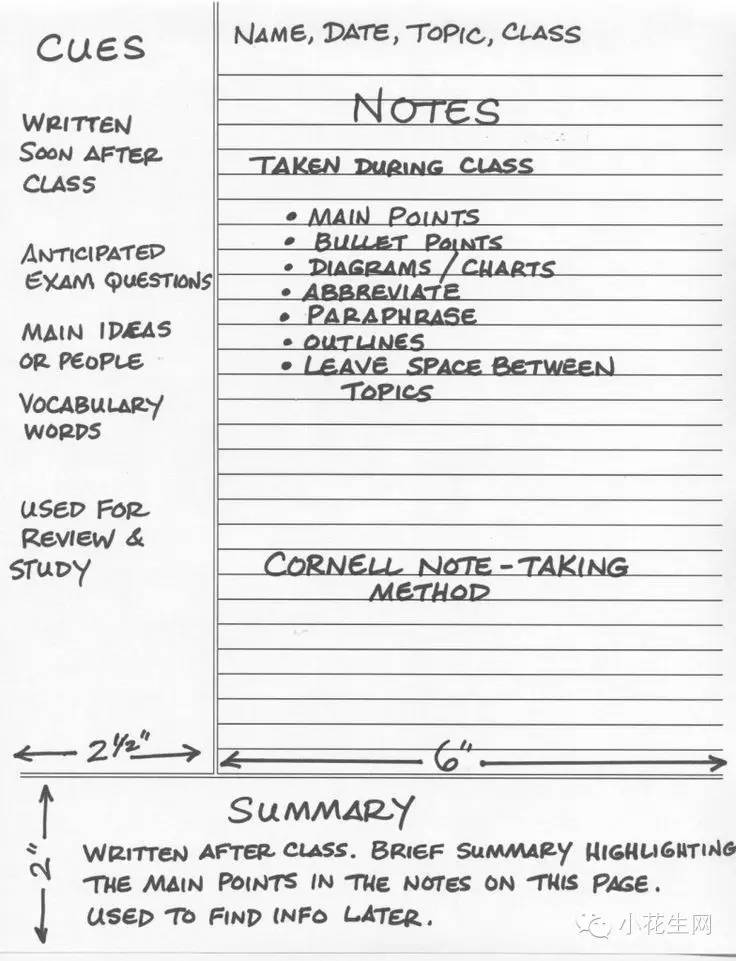 CUES
WRITTEN
SOON AFTER
CLASS
ANTICIPATED
EXAM QUESTIONS
MAIN IDEAS
OR PEOPLE
VOCABULARY
WORDS
USED FOR
REVIEW &
STUDY
2 1/2"
NAME, DATE, TOPIC, CLASS
NOTES
TAKEN DURING CLASS
• MAIN POINTS
• BULLET POINTS
• DIAGRAMS / CHARTS
• ABBREVIATE
• PARAPHRASE
• OUTLINES
• LEAVE SPACE BETWEEN
TOPICS
CORNELL NOTE-TAKING
METHOD
6"
2"
SUMMARY
WRITTEN AFTER CLASS. BRIEF SUMMARY HIGHLIGHTING
THE MAIN POINTS IN THE NOTES ON THIS PAGE.
USED TO FIND INFO LATER.
小花生网